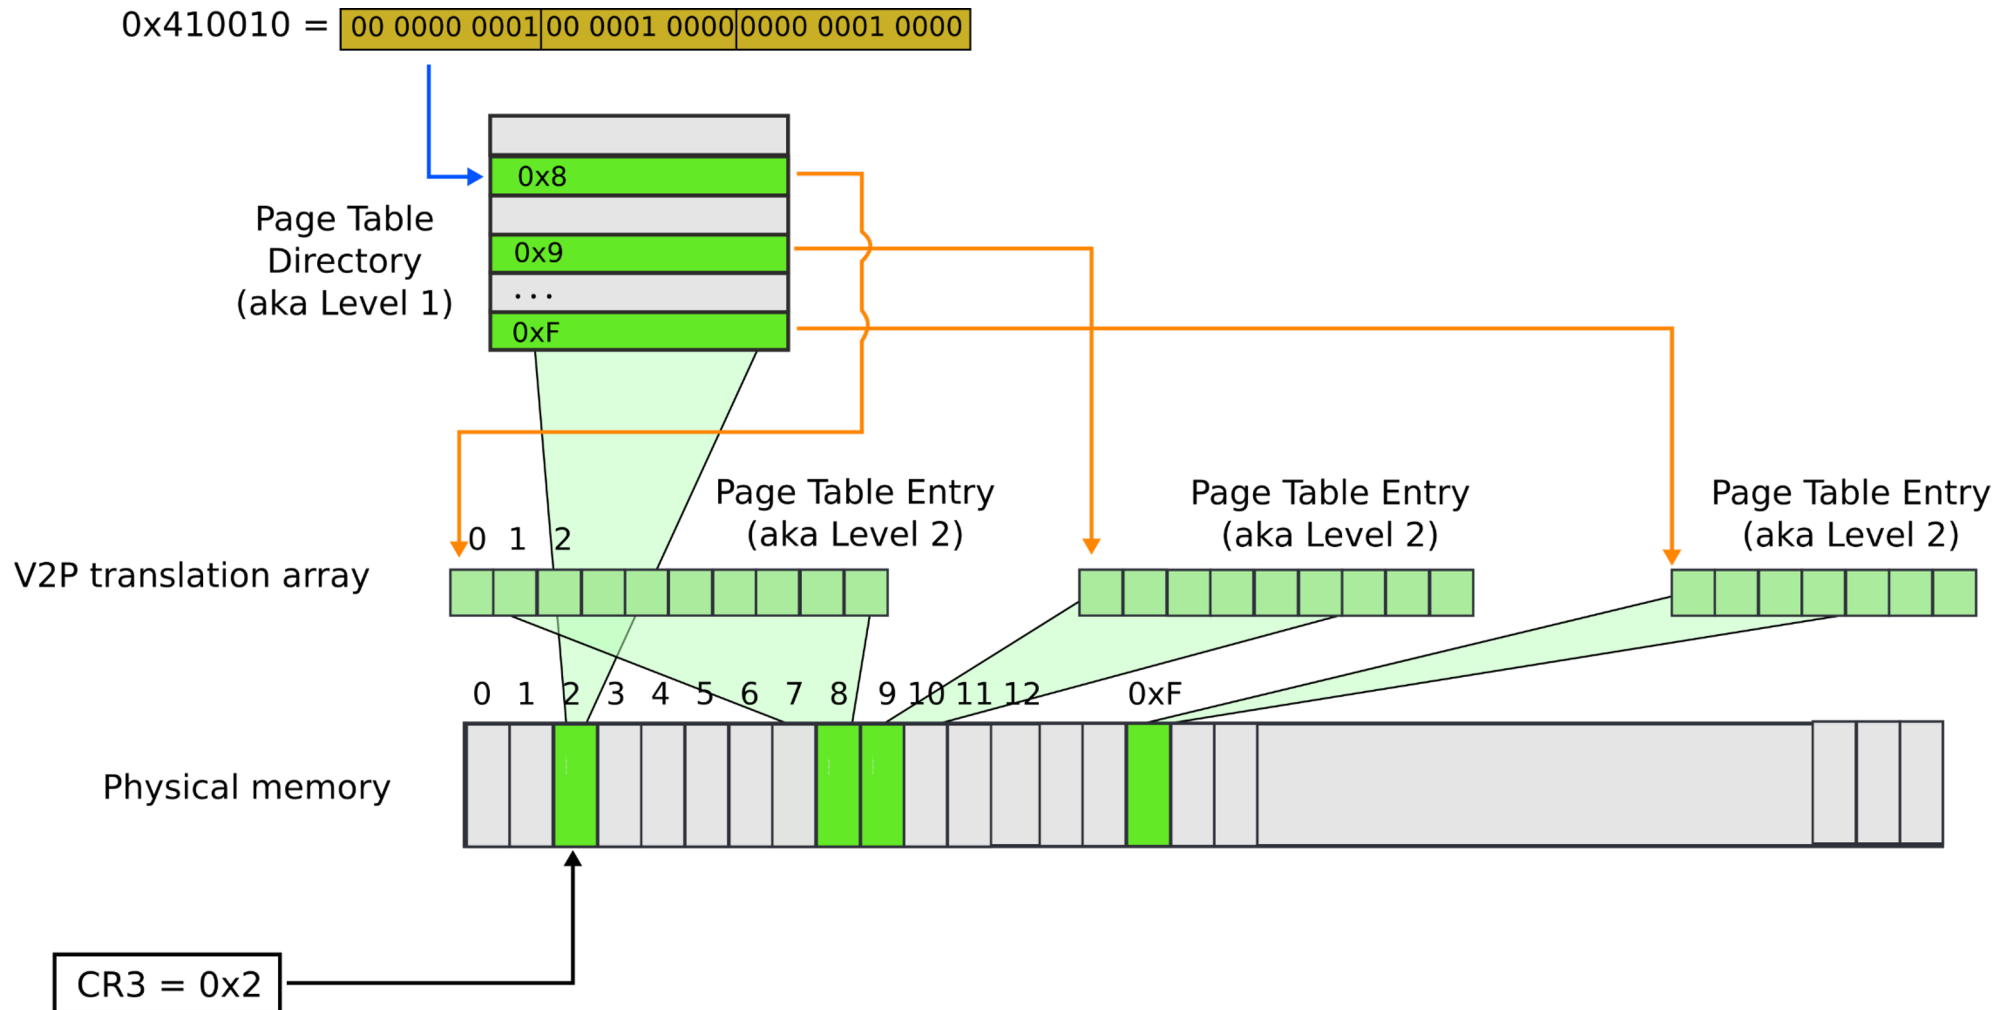 0x410010 = 00 0000 0001 00 0001 0000 0000 0001 0000
0x8
0x9
...
0xF
Page Table
Directory
(aka Level 1)
Page Table Entry
(aka Level 2)
Page Table Entry
(aka Level 2)
Page Table Entry
(aka Level 2)
0 1 2
V2P translation array
0 1 2 3 4 5 6 7 8 9 10 11 12 0xF
Physical memory
CR3 = 0x2